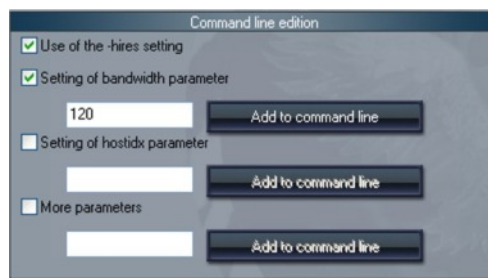 Command line edition
Use of the -hires setting
Setting of bandwidth parameter
120 Add to command line
Setting of hostidx parameter
Add to command line
More parameters
Add to command line